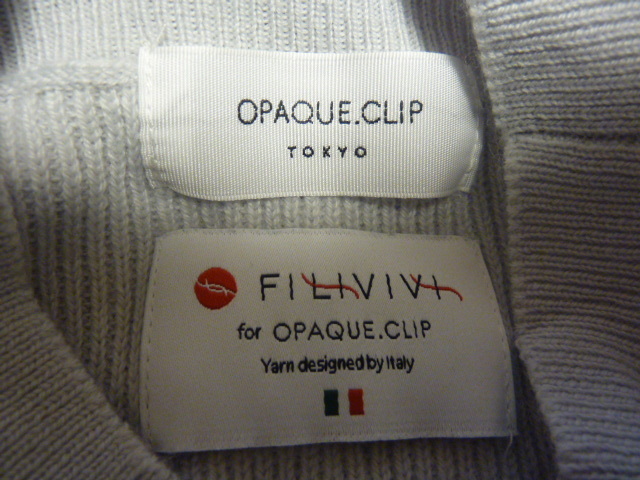 OPAQUE.CLIP
TOKYO
FILIVIVI
for OPAQUE.CLIP
Yarn designed by Italy